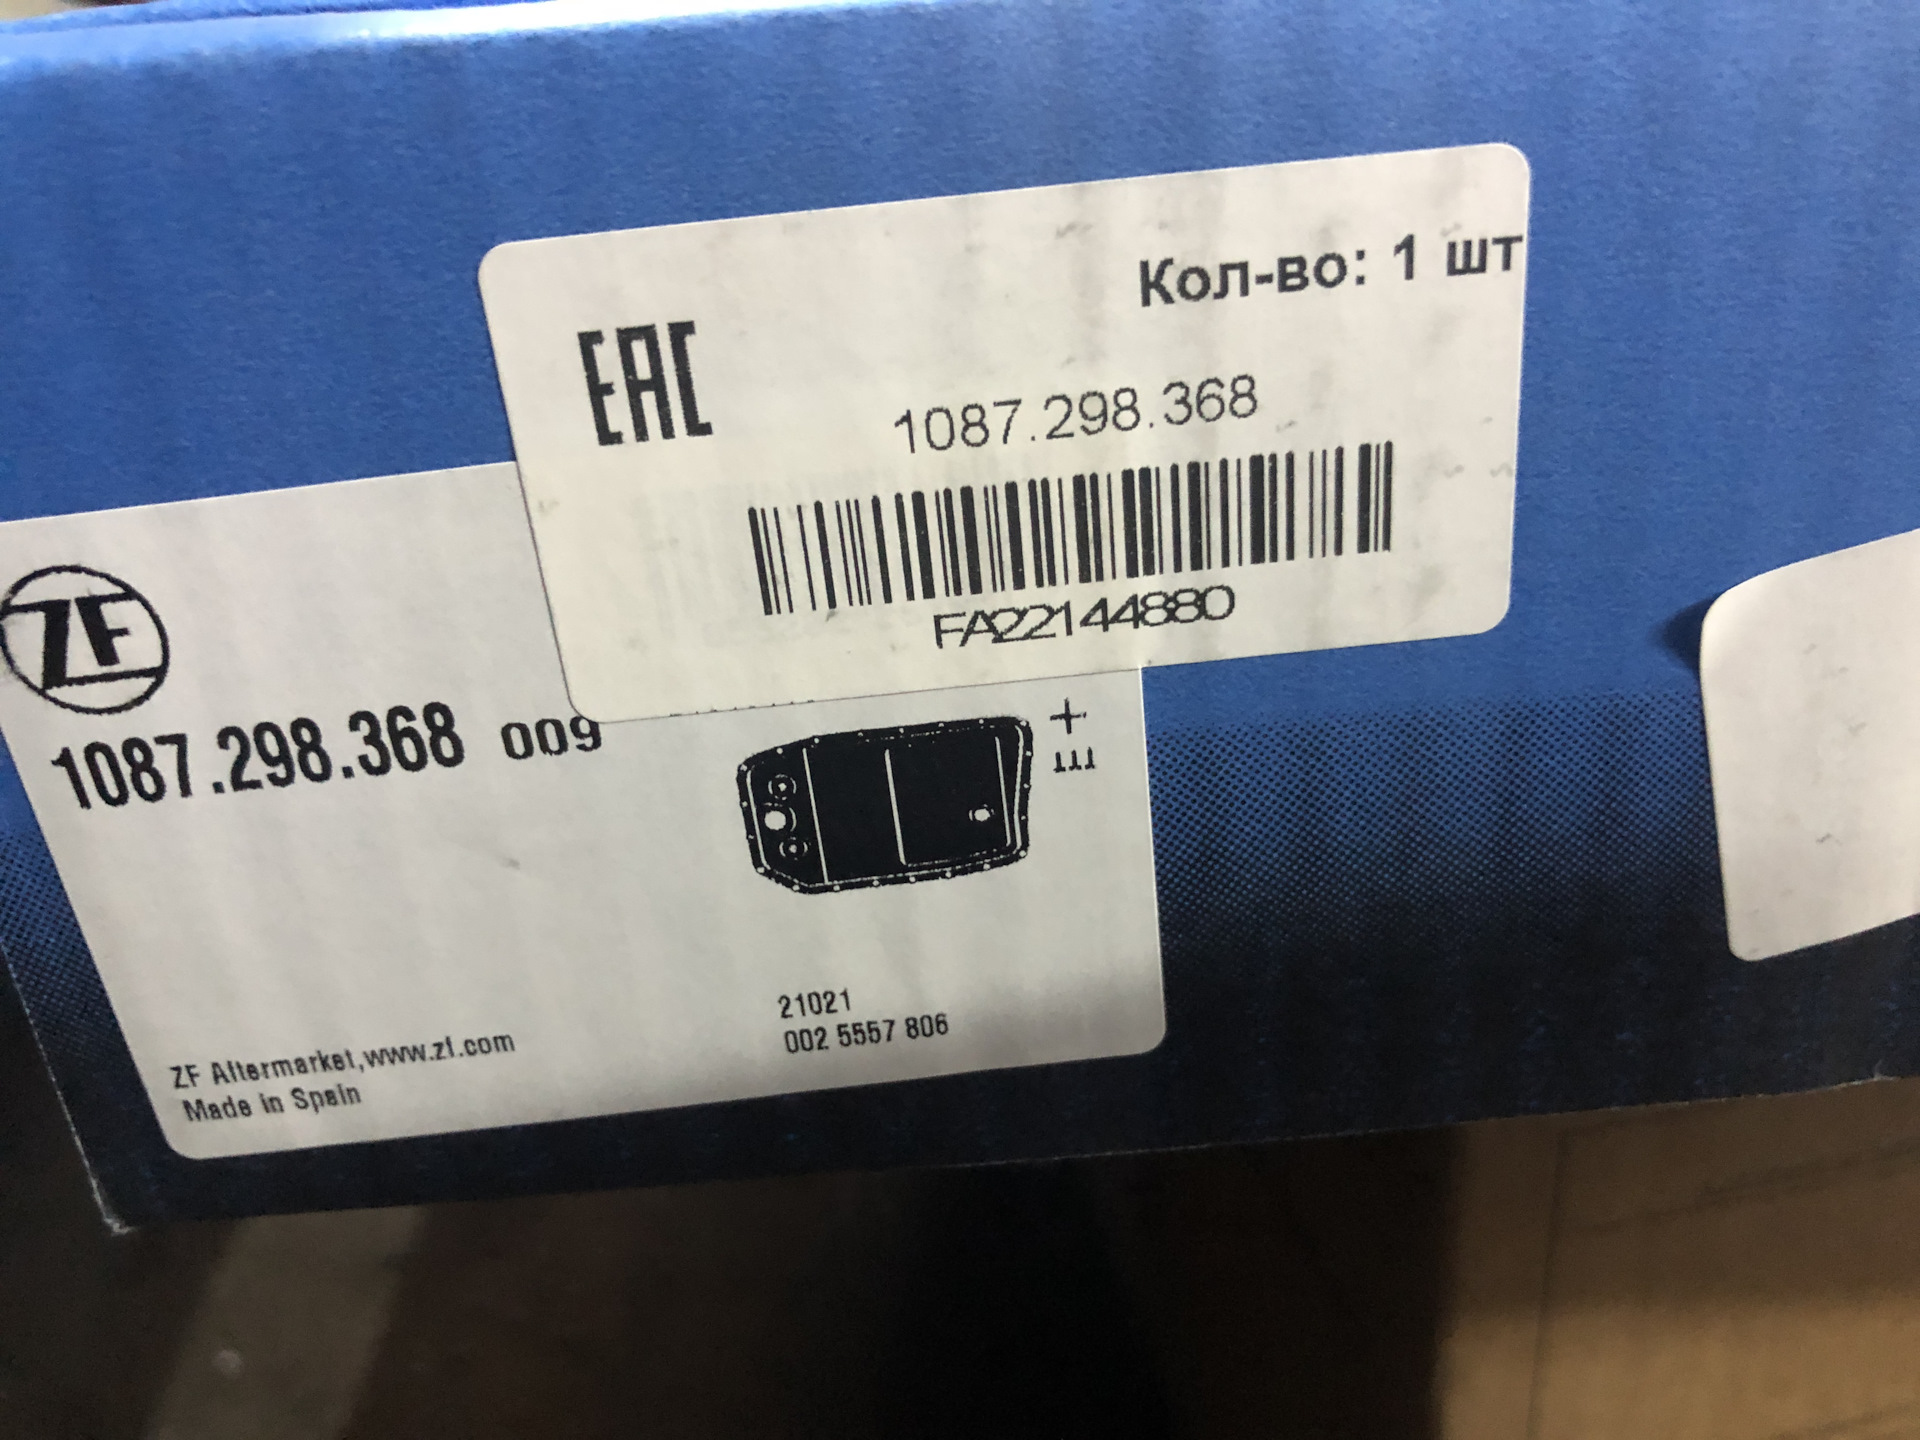 Кол-во: 1 шт
EAC
1087.298.368
FA22144880
ZF
1087.298.368 009
21021
002 5557 806
ZF Aftermarket,www.zf.com
Made in Spain